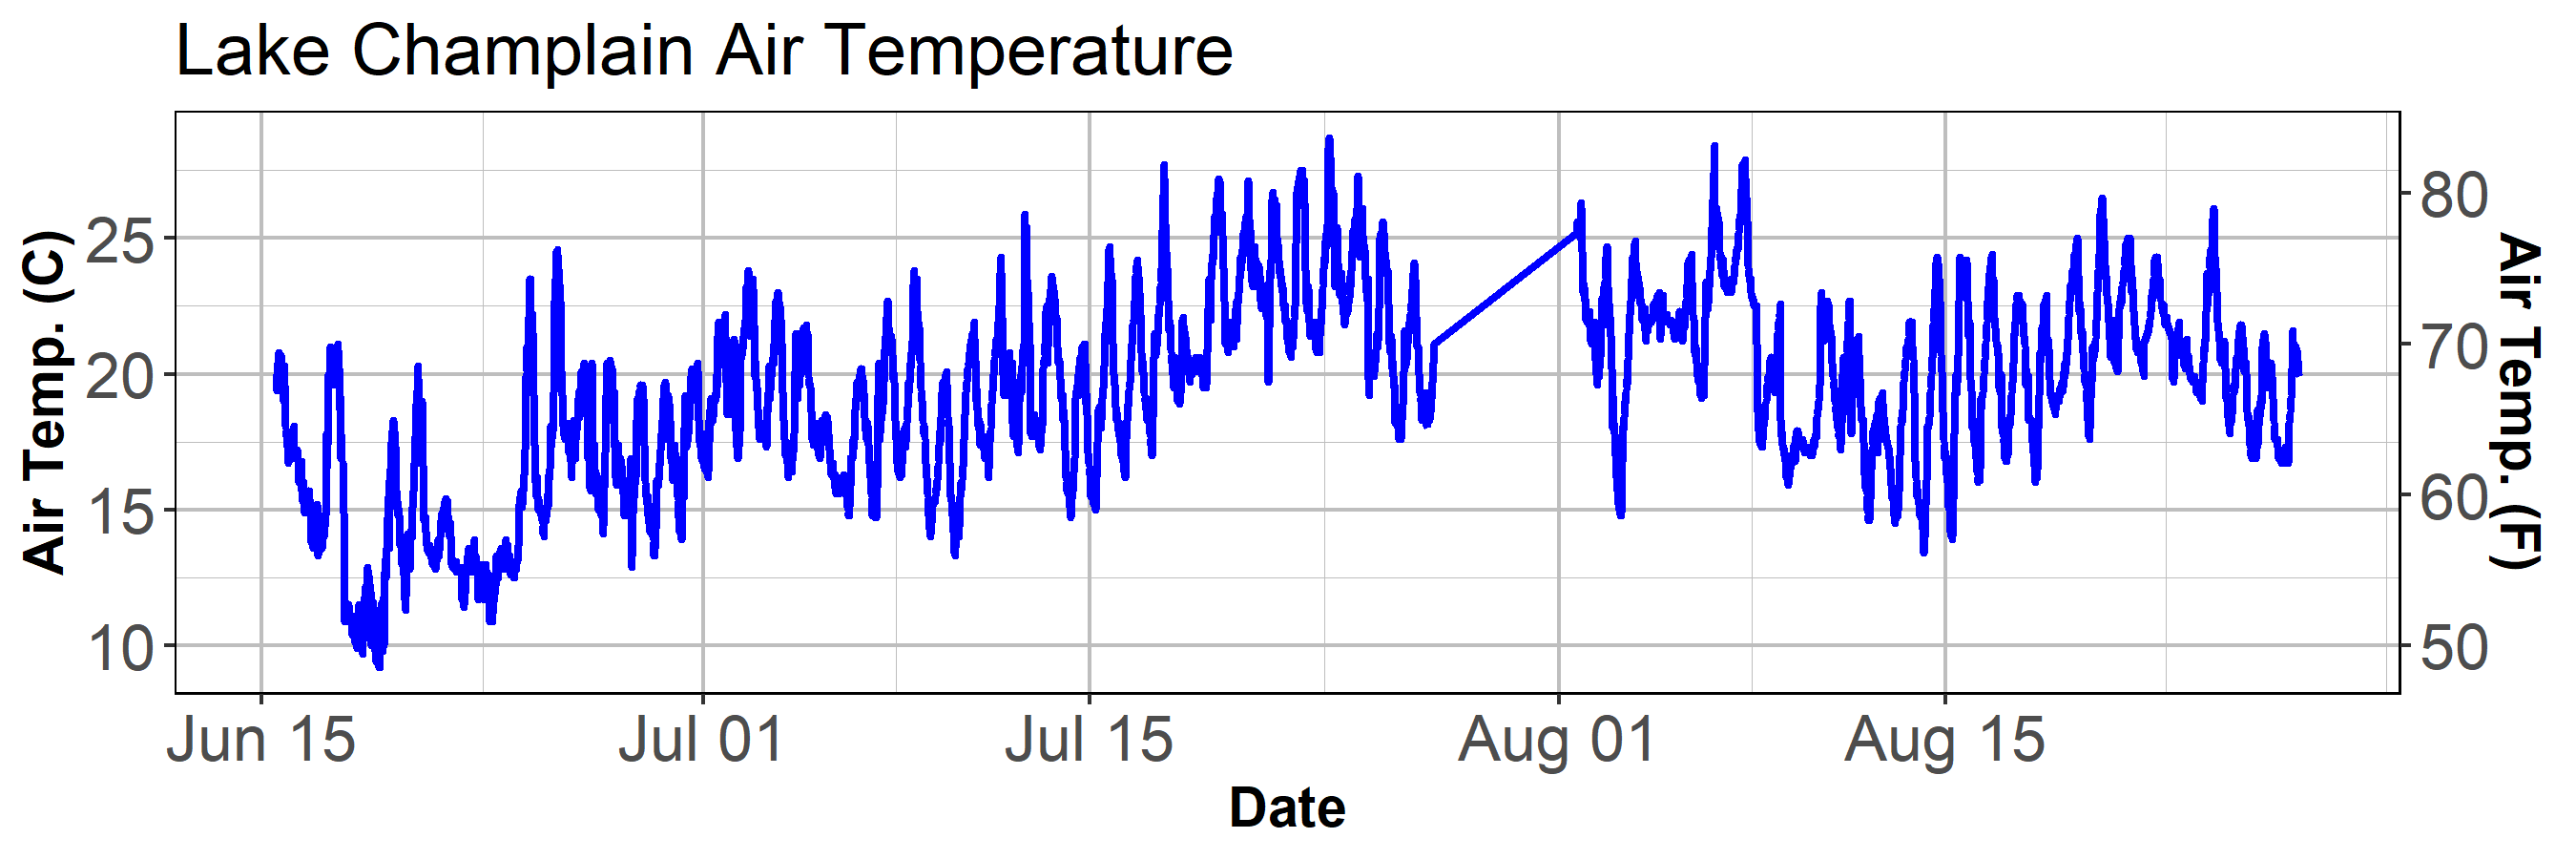 Lake Champlain Air Temperature
Air Temp. (C)
25
20
15
10
80
70
60
50
Air Temp. (F)
Jun 15
Jul 01
Jul 15
Aug 01
Aug 15
Date